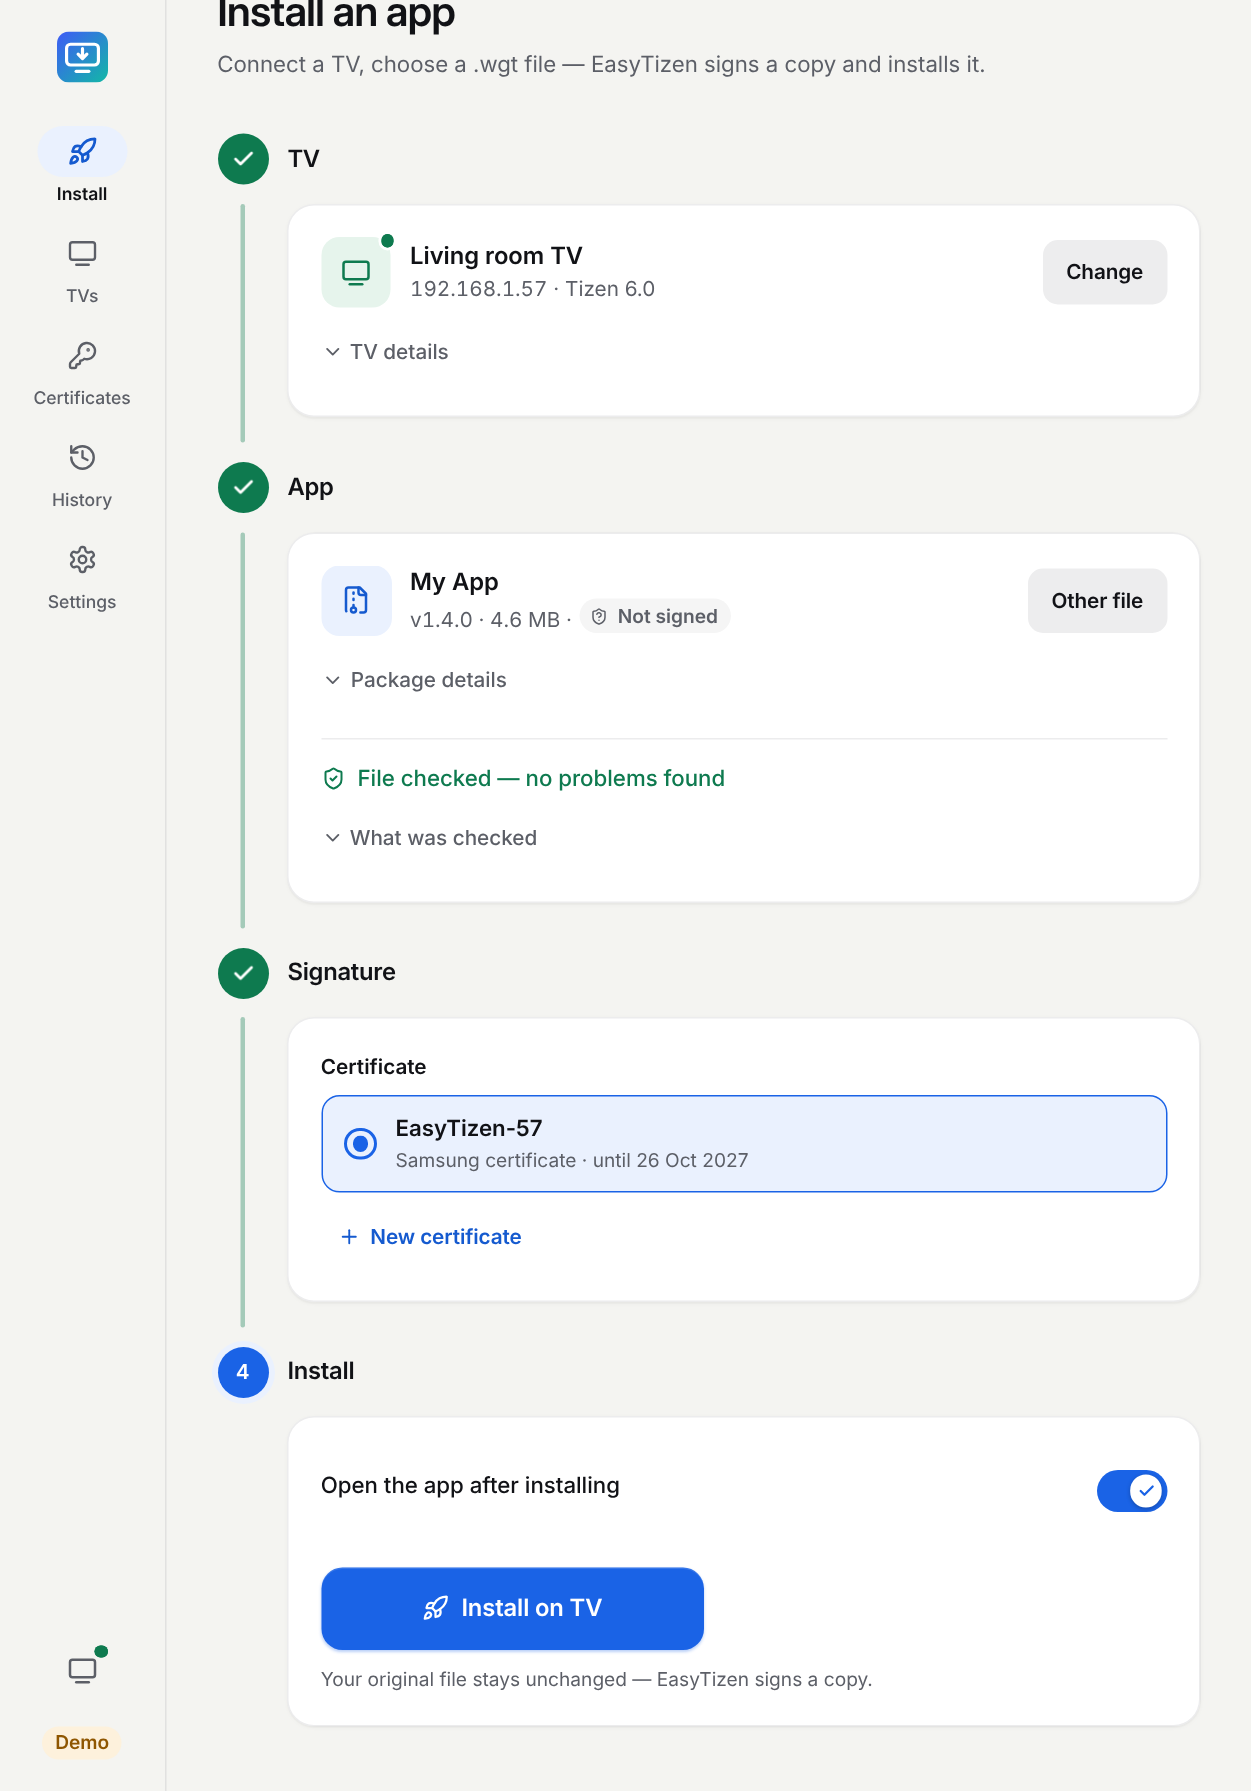 Install an app
Connect a TV, choose a .wgt file — EasyTizen signs a copy and installs it.
Install
TVs
Certificates
History
Settings
TV
Living room TV
192.168.1.57 · Tizen 6.0
Change
TV details
App
My App
v1.4.0 · 4.6 MB · Not signed
Other file
Package details
File checked — no problems found
What was checked
Signature
Certificate
EasyTizen-57
Samsung certificate · until 26 Oct 2027
New certificate
4 Install
Open the app after installing
Install on TV
Your original file stays unchanged — EasyTizen signs a copy.
Demo